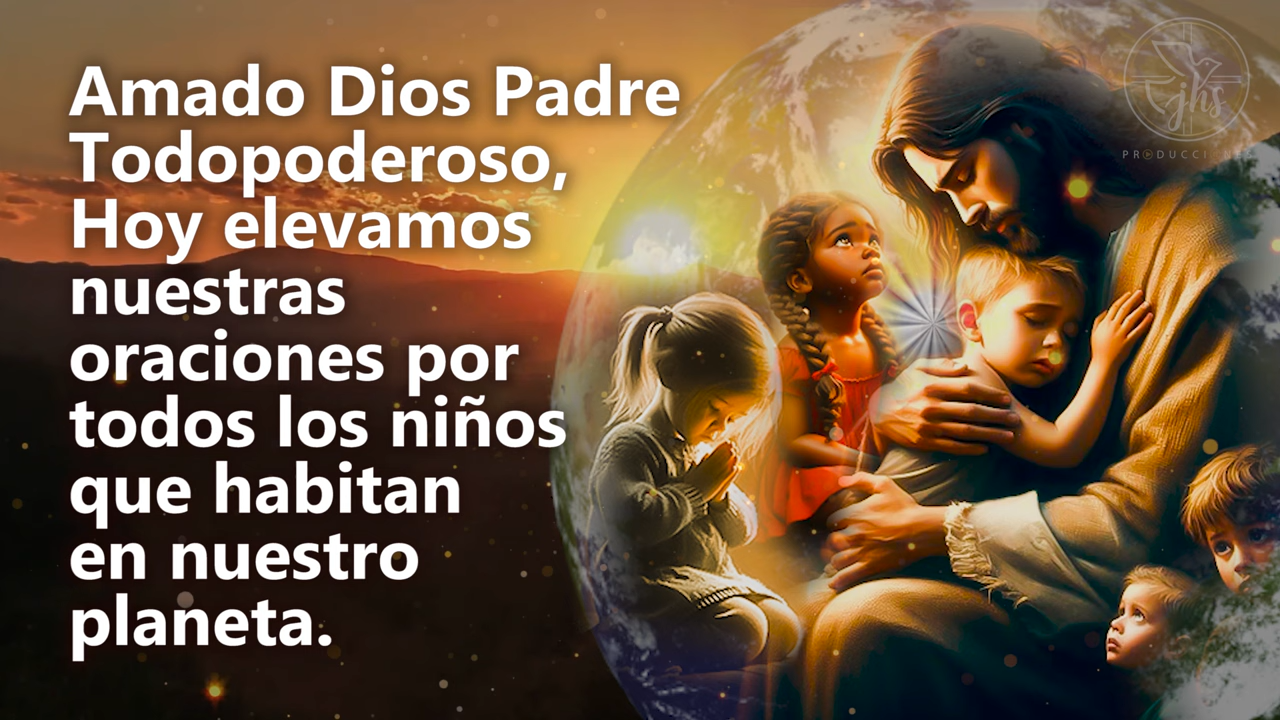 Amado Dios Padre
Todopoderoso,
Hoy elevamos
nuestras
oraciones por
todos los niños
que habitan
en nuestro
planeta.
jhs